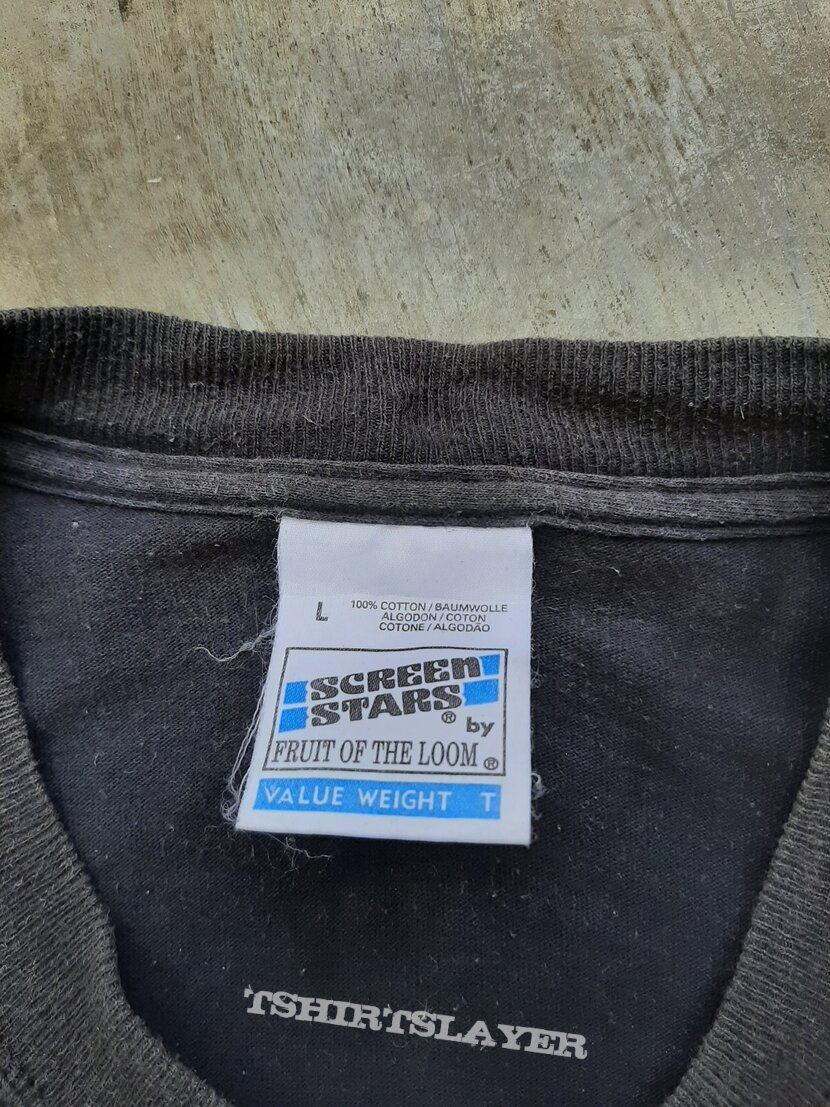 L 100% COTTON / BAUMWOLLE
ALGODON / COTON
COTONE / ALGODÃO
SCREEN
STARS ® by
FRUIT OF THE LOOM ®
VALUE WEIGHT T
TSHIRTSLAYER